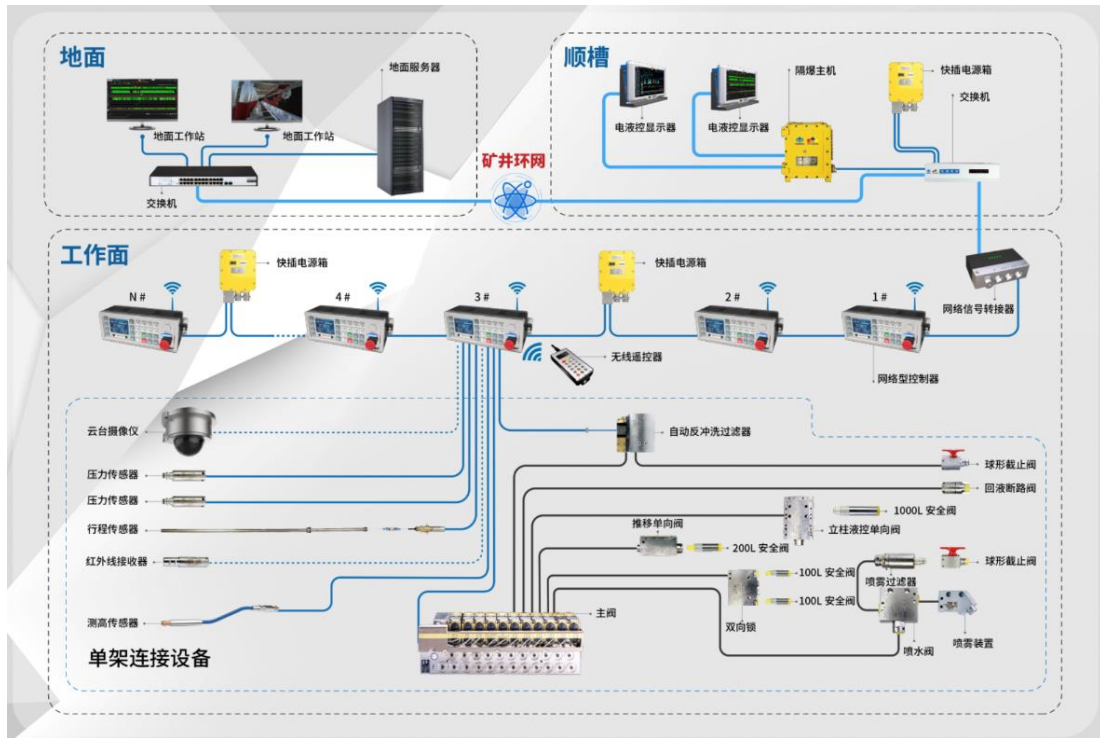 地面
地面服务器
地面工作站
地面工作站
交换机
矿井环网
顺槽
隔爆主机
快插电源箱
交换机
电液控显示器
电液控显示器
工作面
快插电源箱
快插电源箱
N #
4 #
3 #
2 #
1 #
网络信号转接器
无线遥控器
网络型控制器
云台摄像仪
自动反冲洗过滤器
球形截止阀
压力传感器
回液断路阀
压力传感器
1000L 安全阀
立柱液控单向阀
行程传感器
推移单向阀
200L 安全阀
红外线接收器
100L 安全阀
喷雾过滤器
球形截止阀
100L 安全阀
主阀
双向锁
测高传感器
喷水阀
喷雾装置
单架连接设备